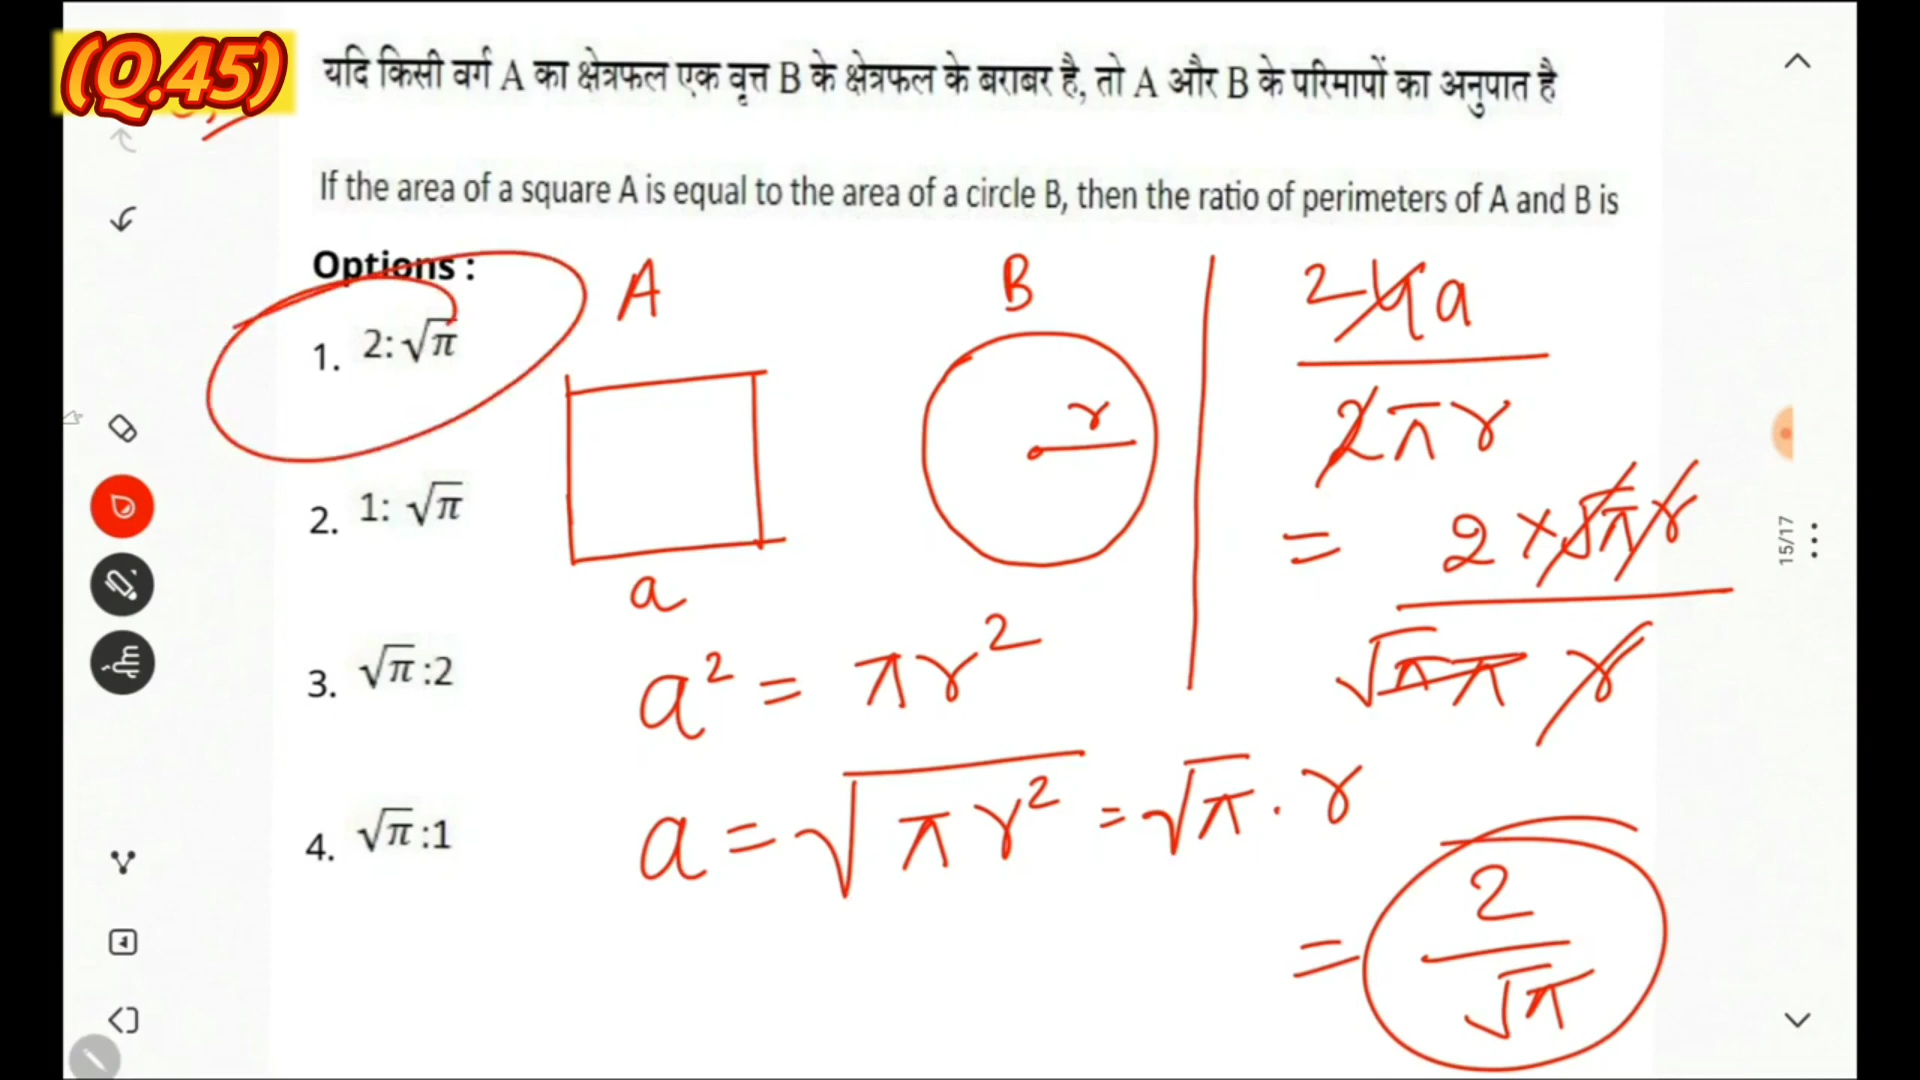 (Q.45)
यदि किसी वर्ग A का क्षेत्रफल एक वृत्त B के क्षेत्रफल के बराबर है, तो A और B के परिमापों का अनुपात है
If the area of a square A is equal to the area of a circle B, then the ratio of perimeters of A and B is
Options :
1. 2:√π
2. 1: √π
3. √π :2
4. √π :1
A
a
B
r
a² = πr²
a = √πr² = √π . r
2 4a
2πr
= 2 × √π r
√π π r
= 2
√π
15/17